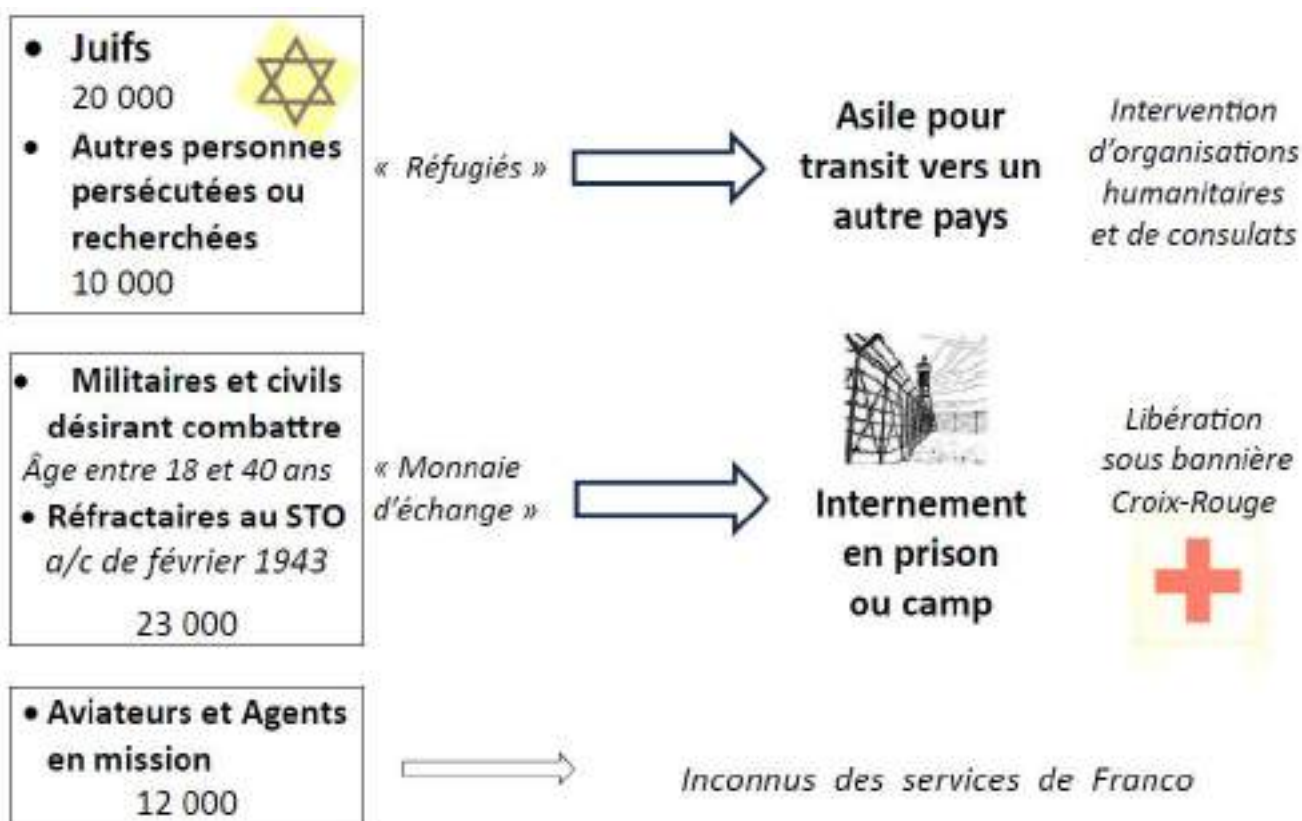 • Juifs
20 000
• Autres personnes
persécutées ou
recherchées
10 000
« Réfugiés »
Asile pour
transit vers un
autre pays
Intervention
d'organisations
humanitaires
et de consulats
• Militaires et civils
désirant combattre
Âge entre 18 et 40 ans
• Réfractaires au STO
a/c de février 1943
23 000
« Monnaie
d'échange »
Internement
en prison
ou camp
Libération
sous bannière
Croix-Rouge
• Aviateurs et Agents
en mission
12 000
Inconnus des services de Franco